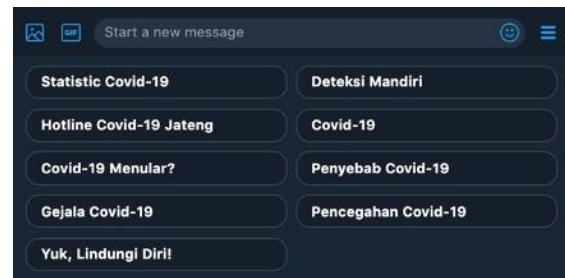 GIF Start a new message
Statistic Covid-19 Deteksi Mandiri
Hotline Covid-19 Jateng Covid-19
Covid-19 Menular? Penyebab Covid-19
Gejala Covid-19 Pencegahan Covid-19
Yuk, Lindungi Diri!